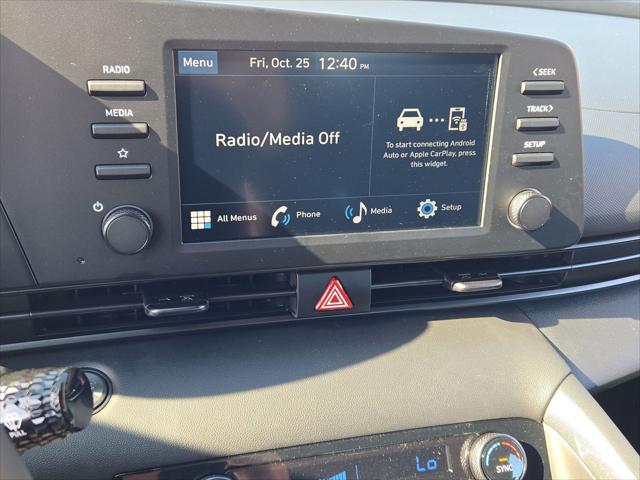 Menu
Fri, Oct. 25 12:40 PM
RADIO
MEDIA
SEEK
TRACK
SETUP
Radio/Media Off
To start connecting Android
Auto or Apple CarPlay, press
this widget.
All Menus
Phone
Media
Setup
PULL
Lo
SYNC